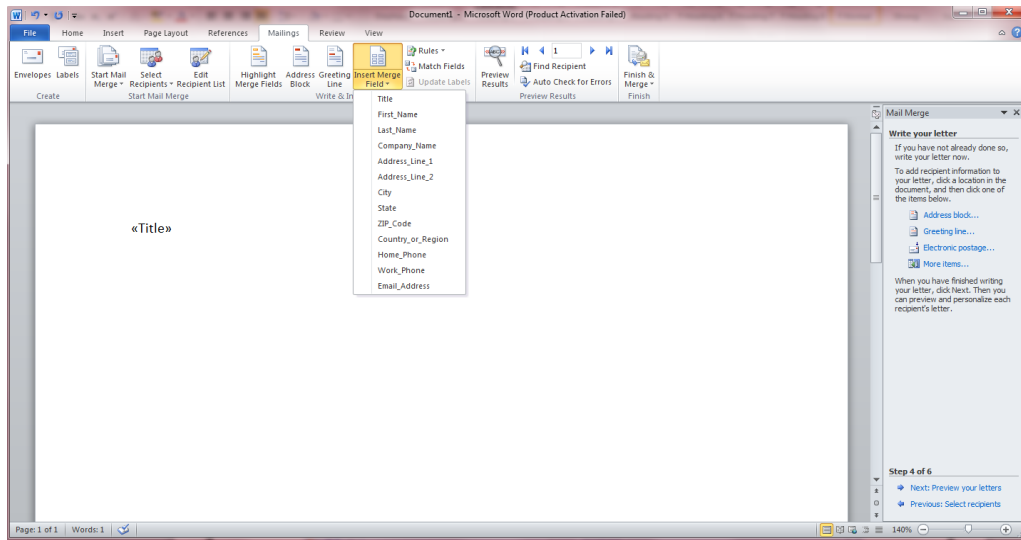 Document1 - Microsoft Word (Product Activation Failed)
File Home Insert Page Layout References Mailings Review View
Envelopes Labels
Create
Start Mail Merge Select Recipients Edit Recipient List
Start Mail Merge
Highlight Merge Fields Address Block Greeting Line Insert Merge Field
Rules
Match Fields
Update Labels
Write & In
Preview Results
1
Find Recipient
Auto Check for Errors
Preview Results
Finish & Merge
Finish
Title
First_Name
Last_Name
Company_Name
Address_Line_1
Address_Line_2
City
State
ZIP_Code
Country_or_Region
Home_Phone
Work_Phone
Email_Address
«Title»
Mail Merge
Write your letter
If you have not already done so,
write your letter now.
To add recipient information to
your letter, click a location in the
document, and then click one of
the items below.
Address block...
Greeting line...
Electronic postage...
More items...
When you have finished writing
your letter, click Next. Then you
can preview and personalize each
recipient's letter.
Step 4 of 6
Next: Preview your letters
Previous: Select recipients
Page: 1 of 1 Words: 1
140%